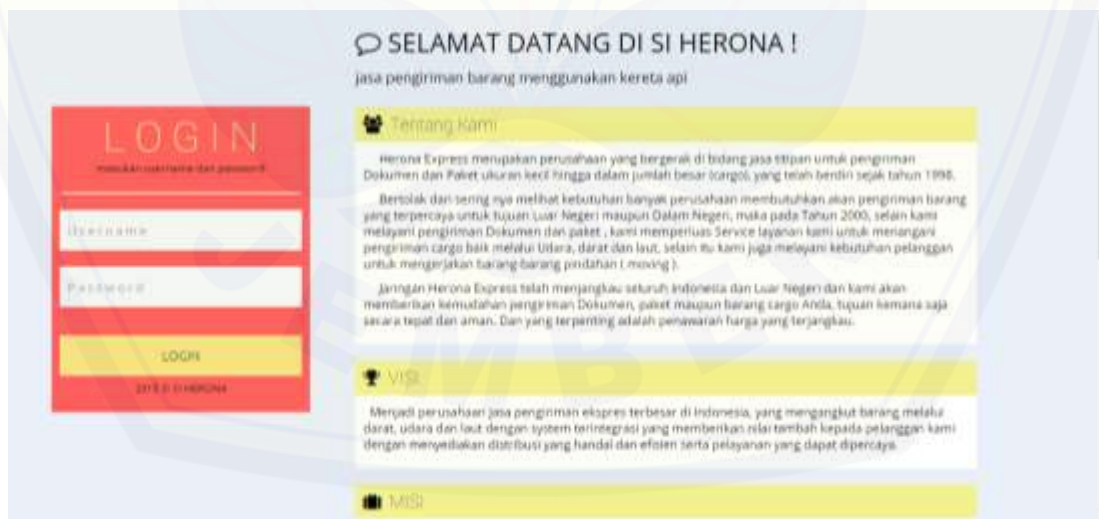 SELAMAT DATANG DI SI HERONA !
jasa pengiriman barang menggunakan kereta api
LOGIN
masukan username dan password
Username
Password
LOGIN
SI HERONA
Tentang Kami
Herona Express merupakan perusahaan yang bergerak di bidang jasa titipan untuk pengiriman
Dokumen dan Paket ukuran kecil hingga dalam jumlah besar (cargo), yang telah berdiri sejak tahun 1998.
Bertolak dari sering nya melihat kebutuhan banyak perusahaan membutuhkan akan pengiriman barang
yang terpercaya untuk tujuan Luar Negeri maupun Dalam Negeri, maka pada Tahun 2000, selain kami
melayani pengiriman Dokumen dan paket , kami memperluas Service layanan kami untuk menangani
pengiriman cargo baik melalui Udara, darat dan laut, selain itu kami juga melayani kebutuhan pelanggan
untuk mengerjakan barang-barang pindahan ( moving ).
Jaringan Herona Express telah menjangkau seluruh Indonesia dan Luar Negeri dan kami akan
memberikan kemudahan pengiriman Dokumen, paket maupun barang cargo Anda, tujuan kemana saja
secara tepat dan aman. Dan yang terpenting adalah penawaran harga yang terjangkau.
VISI
Menjadi perusahaan jasa pengiriman ekspres terbesar di Indonesia, yang mengangkut barang melalui
darat, udara dan laut dengan system terintegrasi yang memberikan nilai tambah kepada pelanggan kami
dengan menyediakan distribusi yang handal dan efisien serta pelayanan yang dapat dipercaya.
MISI